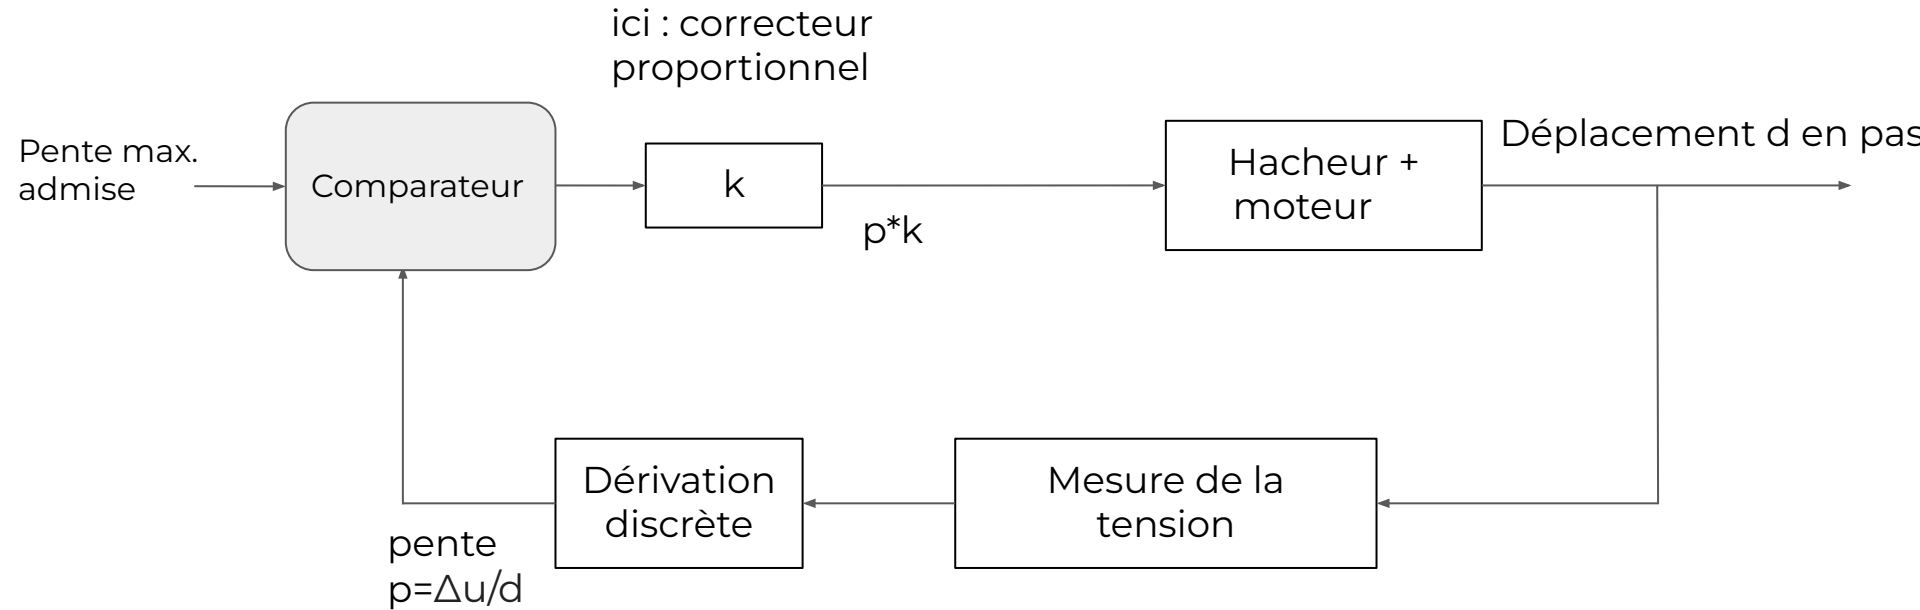 ici : correcteur
proportionnel
Pente max.
admise
Comparateur
k
p*k
Hacheur +
moteur
Déplacement d en pas
Mesure de la
tension
Dérivation
discrète
pente
p=Δu/d